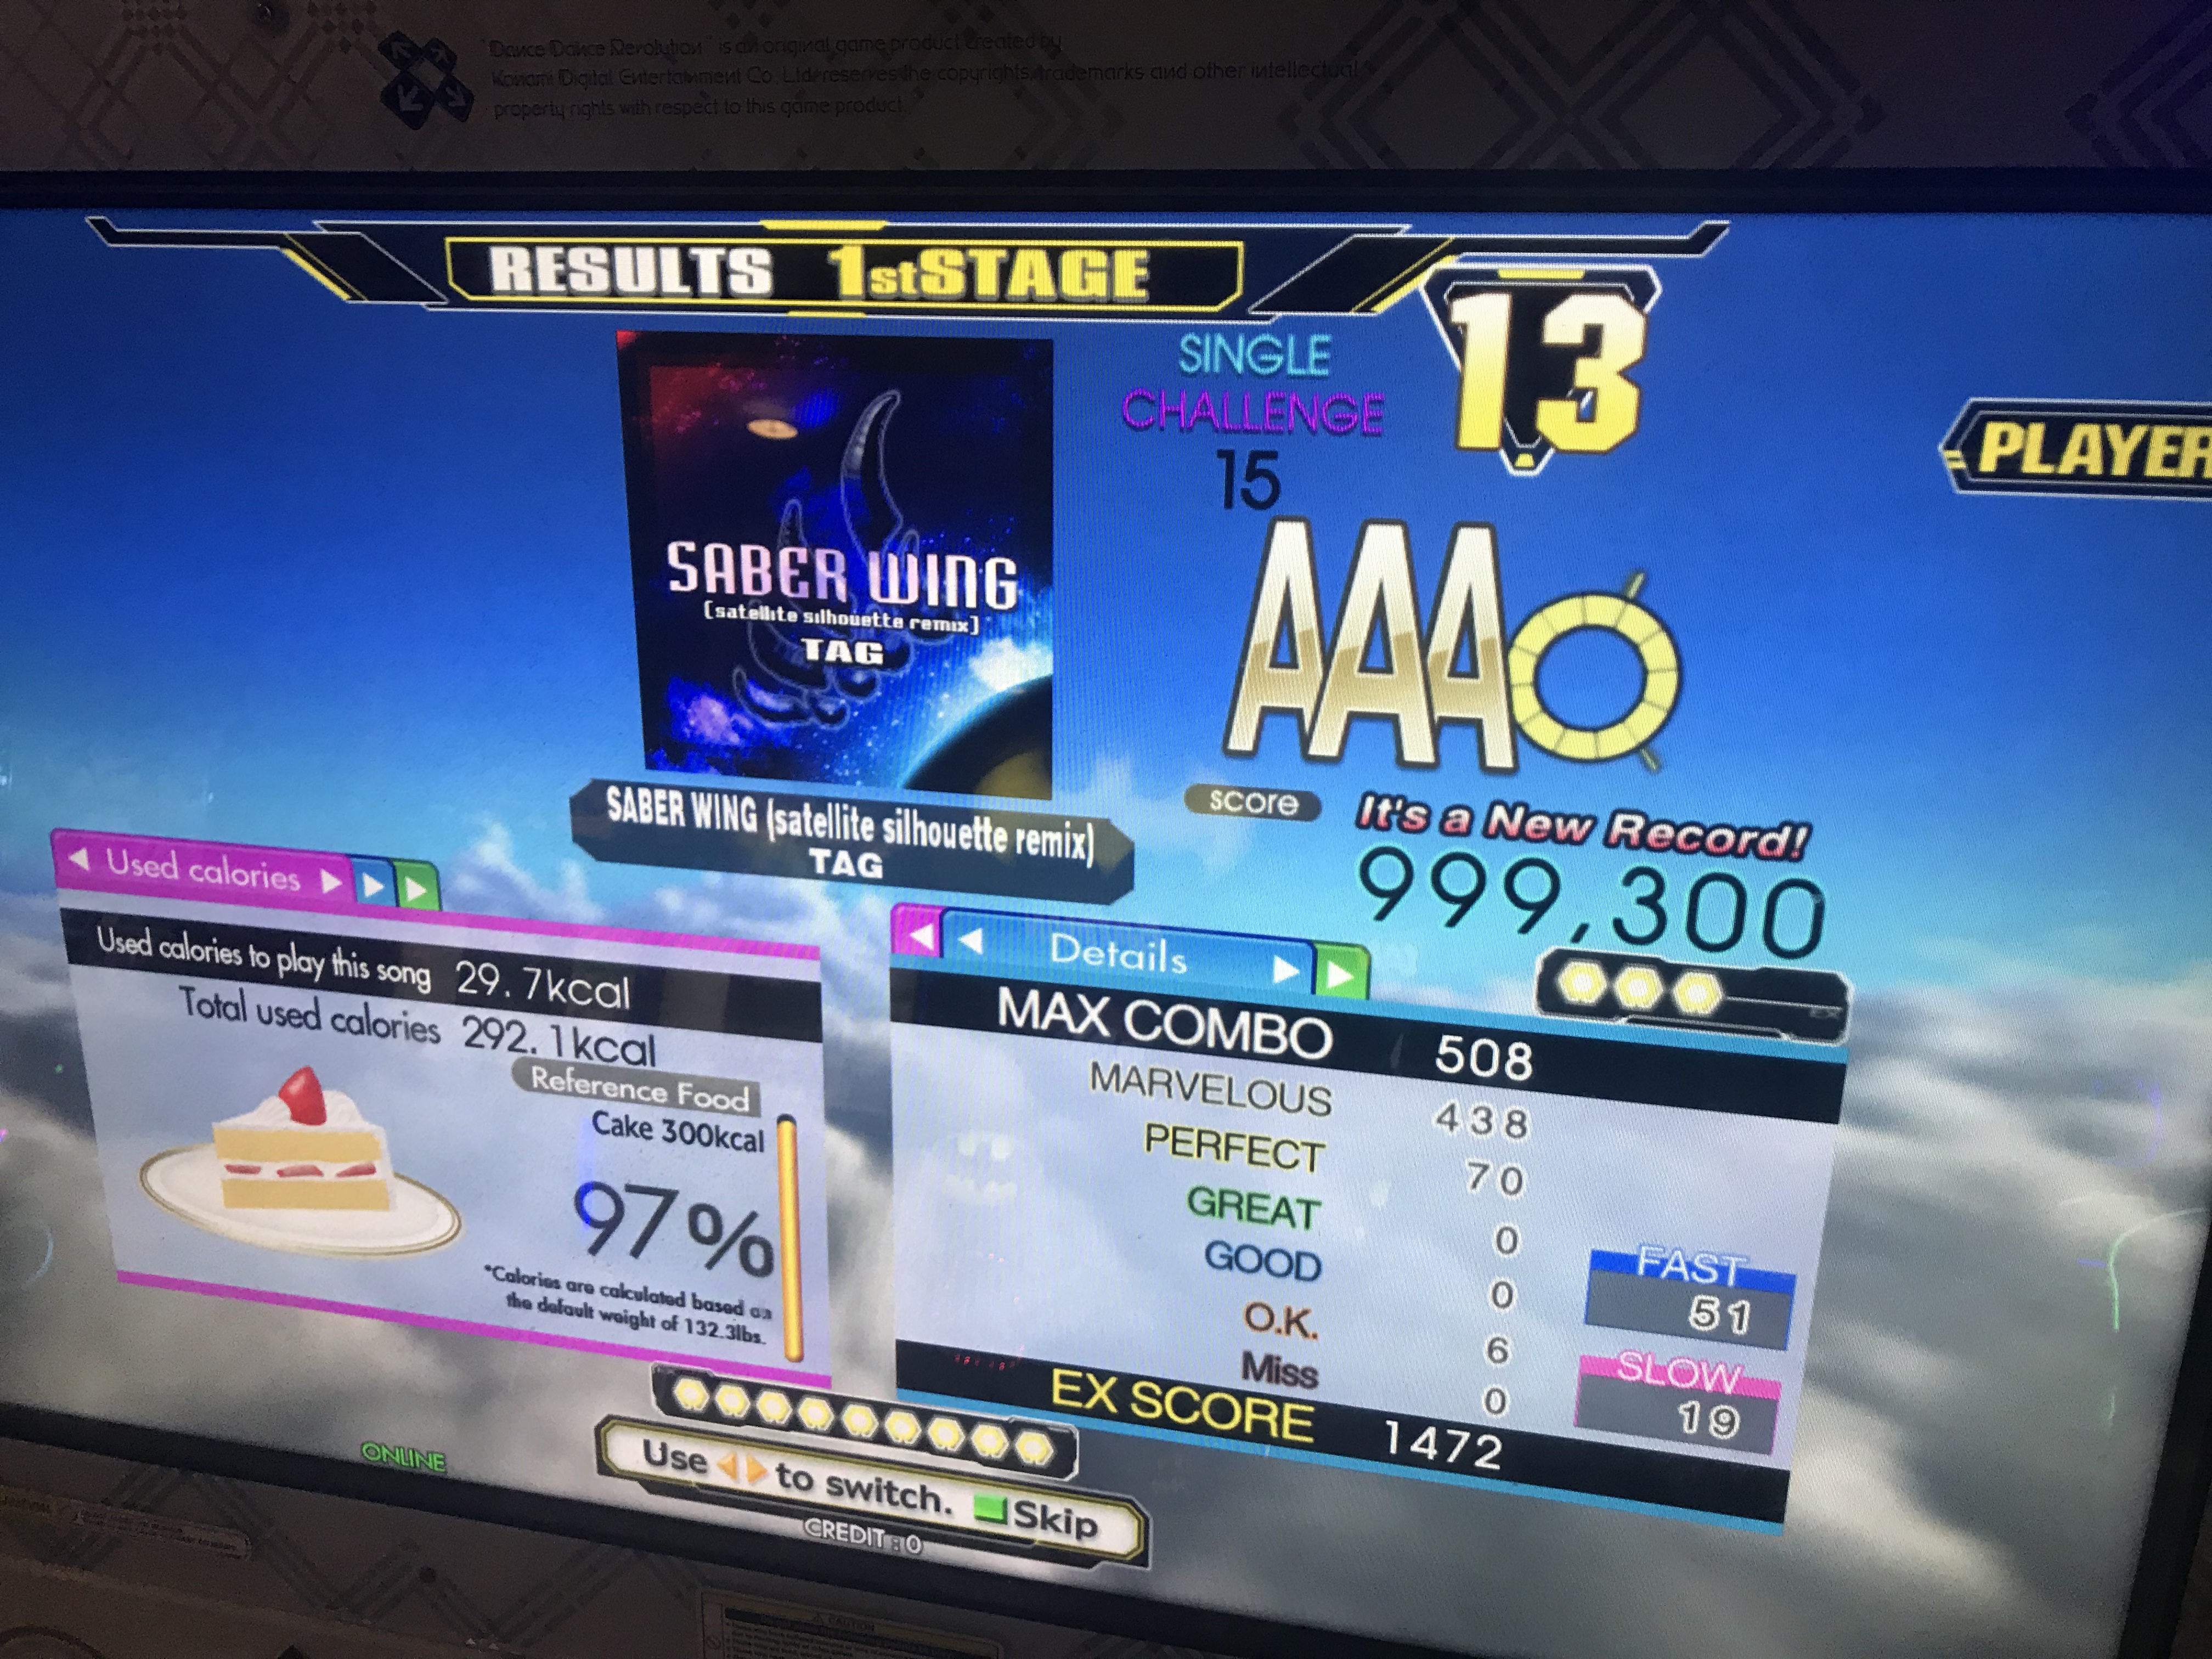 "Dance Dance Revolution" is an original game product created by
Konami Digital Entertainment Co., Ltd. reserves the copyrights, trademarks and other intellectual
property rights with respect to this game product.
RESULTS 1stSTAGE
13
SINGLE
CHALLENGE
15
PLAYER
SABER WING
(satellite silhouette remix)
TAG
AAA
SABER WING (satellite silhouette remix)
TAG
score
It's a New Record!
999,300
Used calories
Used calories to play this song 29.7kcal
Total used calories 292.1kcal
Reference Food
Cake 300kcal
97%
*Calories are calculated based on
the default weight of 132.3lbs.
Details
MAX COMBO 508
MARVELOUS 438
PERFECT 70
GREAT 0
GOOD 0
O.K. 6
Miss 0
FAST
51
SLOW
19
EX SCORE 1472
ONLINE
Use to switch. Skip
CREDIT : 0
CAUTION